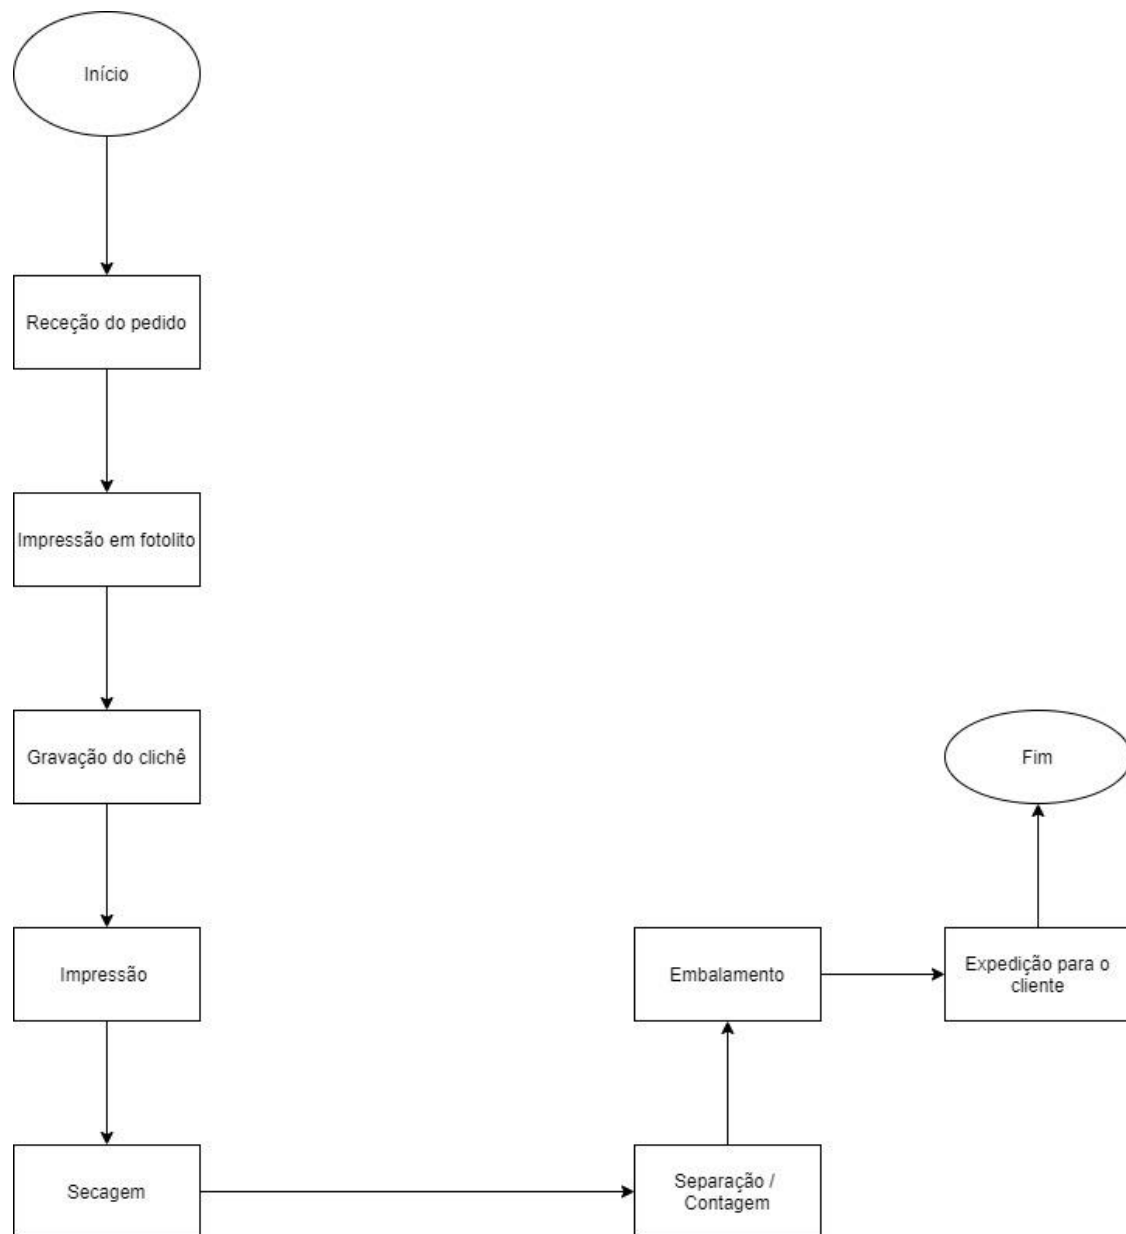 Início
Receção do pedido
Impressão em fotolito
Gravação do clichê
Impressão
Secagem
Separação /
Contagem
Embalamento
Expedição para o
cliente
Fim